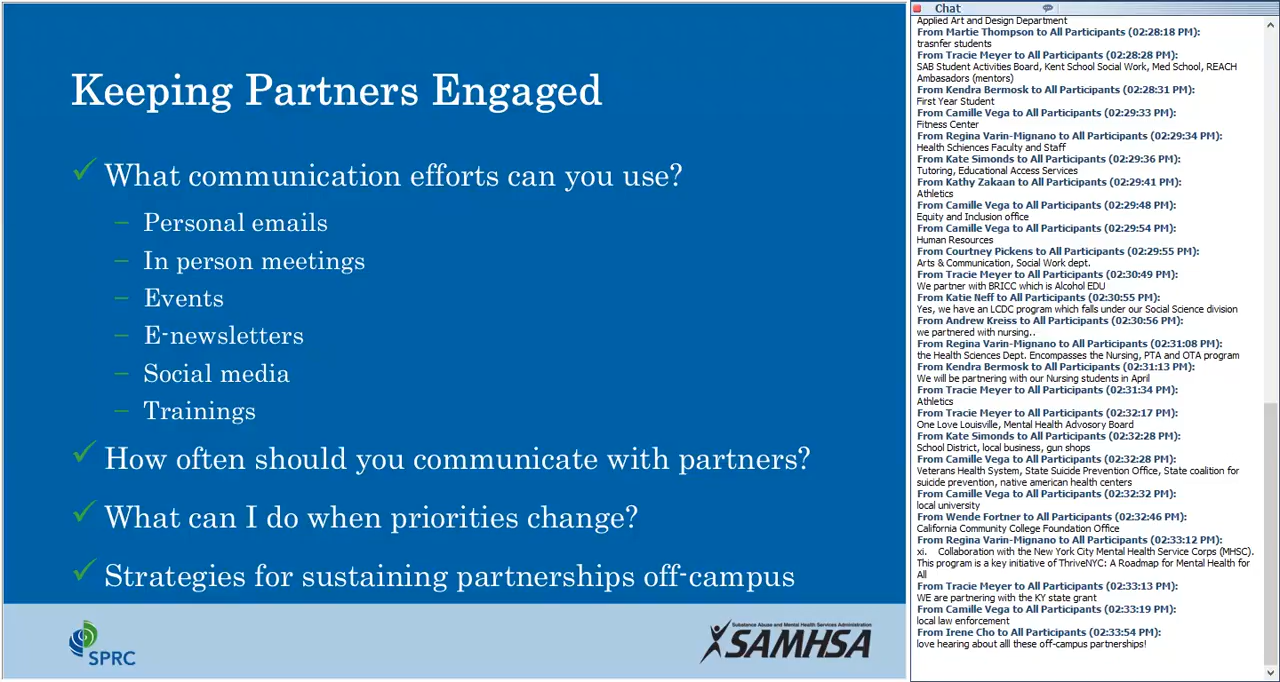 Keeping Partners Engaged
✓ What communication efforts can you use?
– Personal emails
– In person meetings
– Events
– E-newsletters
– Social media
– Trainings
✓ How often should you communicate with partners?
✓ What can I do when priorities change?
✓ Strategies for sustaining partnerships off-campus
SPRC
Substance Abuse and Mental Health Services Administration
SAMHSA
Chat
Applied Art and Design Department
From Martie Thompson to All Participants (02:28:18 PM):
trasnfer students
From Tracie Meyer to All Participants (02:28:28 PM):
SAB Student Activities Board, Kent School Social Work, Med School, REACH
Ambasadors (mentors)
From Kendra Bermosk to All Participants (02:28:31 PM):
First Year Student
From Camille Vega to All Participants (02:29:33 PM):
Fitness Center
From Regina Varin-Mignano to All Participants (02:29:34 PM):
Health Schiences Faculty and Staff
From Kate Simonds to All Participants (02:29:36 PM):
Tutoring, Educational Access Services
From Kathy Zakaan to All Participants (02:29:41 PM):
Athletics
From Camille Vega to All Participants (02:29:48 PM):
Equity and Inclusion office
From Camille Vega to All Participants (02:29:54 PM):
Human Resources
From Courtney Pickens to All Participants (02:29:55 PM):
Arts & Communication, Social Work dept.
From Tracie Meyer to All Participants (02:30:49 PM):
We partner with BRICC which is Alcohol EDU
From Katie Neff to All Participants (02:30:55 PM):
Yes, we have an LCDC program which falls under our Social Science division
From Andrew Kreiss to All Participants (02:30:56 PM):
we partnered with nursing..
From Regina Varin-Mignano to All Participants (02:31:08 PM):
the Health Sciences Dept. Encompasses the Nursing, PTA and OTA program
From Kendra Bermosk to All Participants (02:31:13 PM):
We will be partnering with our Nursing students in April
From Tracie Meyer to All Participants (02:31:34 PM):
Athletics
From Tracie Meyer to All Participants (02:32:17 PM):
One Love Louisville, Mental Health Advosory Board
From Kate Simonds to All Participants (02:32:28 PM):
School District, local business, gun shops
From Camille Vega to All Participants (02:32:28 PM):
Veterans Health System, State Suicide Prevention Office, State coalition for
suicide prevention, native american health centers
From Camille Vega to All Participants (02:32:32 PM):
local university
From Wende Fortner to All Participants (02:32:46 PM):
California Community College Foundation Office
From Regina Varin-Mignano to All Participants (02:33:12 PM):
xi. Collaboration with the New York City Mental Health Service Corps (MHSC).
This program is a key initiative of ThriveNYC: A Roadmap for Mental Health for
All
From Tracie Meyer to All Participants (02:33:13 PM):
WE are partnering with the KY state grant
From Camille Vega to All Participants (02:33:19 PM):
local law enforcement
From Irene Cho to All Participants (02:33:54 PM):
love hearing about alll these off-campus partnerships!